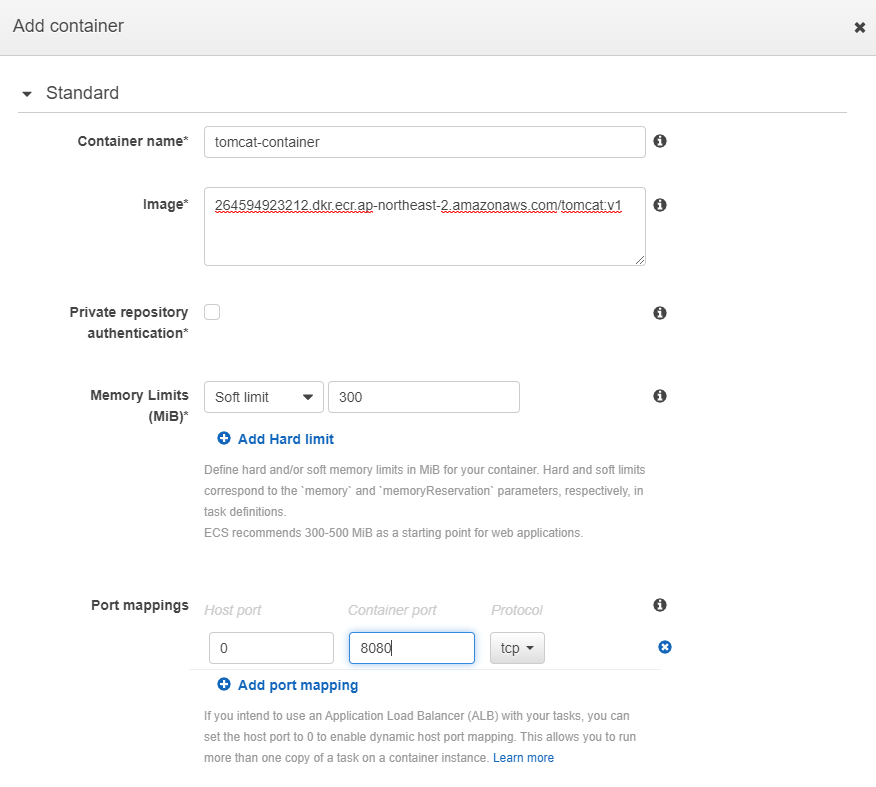 Add container
Standard
Container name*
tomcat-container
Image*
264594923212.dkr.ecr.ap-northeast-2.amazonaws.com/tomcat:v1
Private repository
authentication*
Memory Limits
(MiB)*
Soft limit
300
Add Hard limit
Define hard and/or soft memory limits in MiB for your container. Hard and soft limits
correspond to the `memory` and `memoryReservation` parameters, respectively, in
task definitions.
ECS recommends 300-500 MiB as a starting point for web applications.
Port mappings
Host port
Container port
Protocol
0
8080
tcp
Add port mapping
If you intend to use an Application Load Balancer (ALB) with your tasks, you can
set the host port to 0 to enable dynamic host port mapping. This allows you to run
more than one copy of a task on a container instance. Learn more